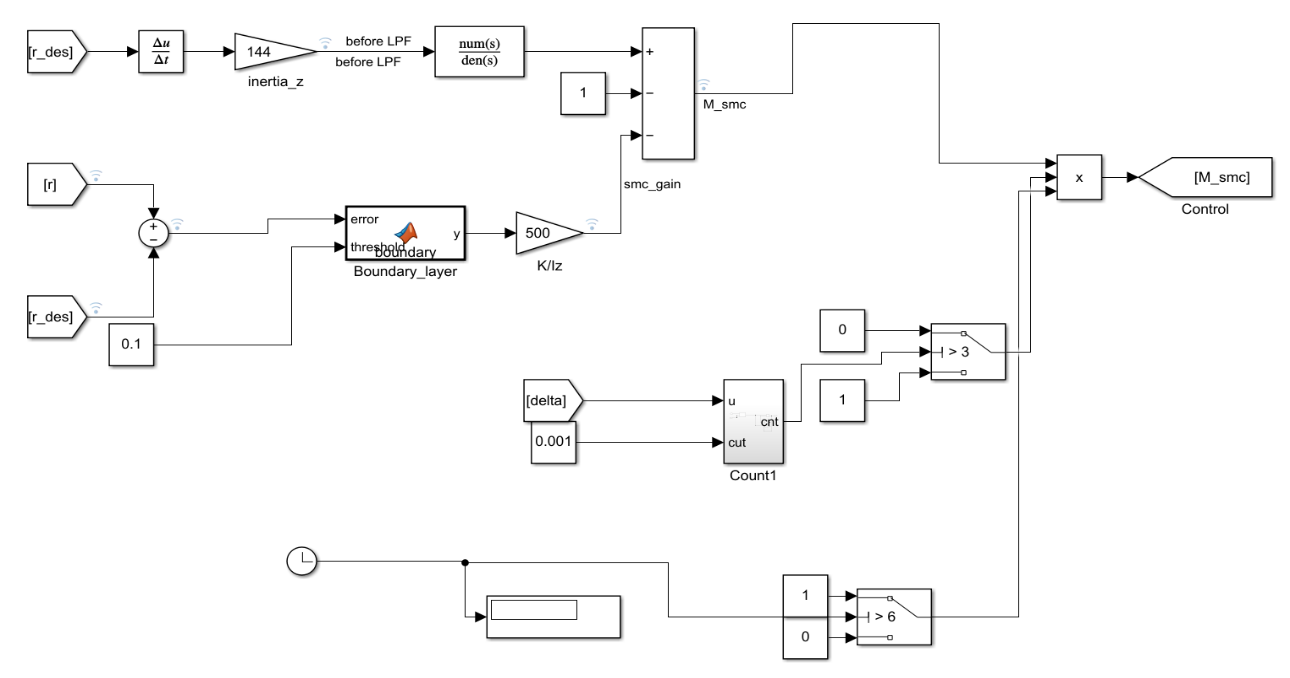 [r_des]
Δu
Δt
144
inertia_z
before LPF
before LPF
num(s)
den(s)
+
1
−
−
M_smc
[r]
+
−
error
threshold
boundary
y
Boundary_layer
500
K/Iz
smc_gain
x
[M_smc]
Control
[r_des]
0.1
0
> 3
1
[delta]
0.001
u
cut
cnt
Count1
1
> 6
0